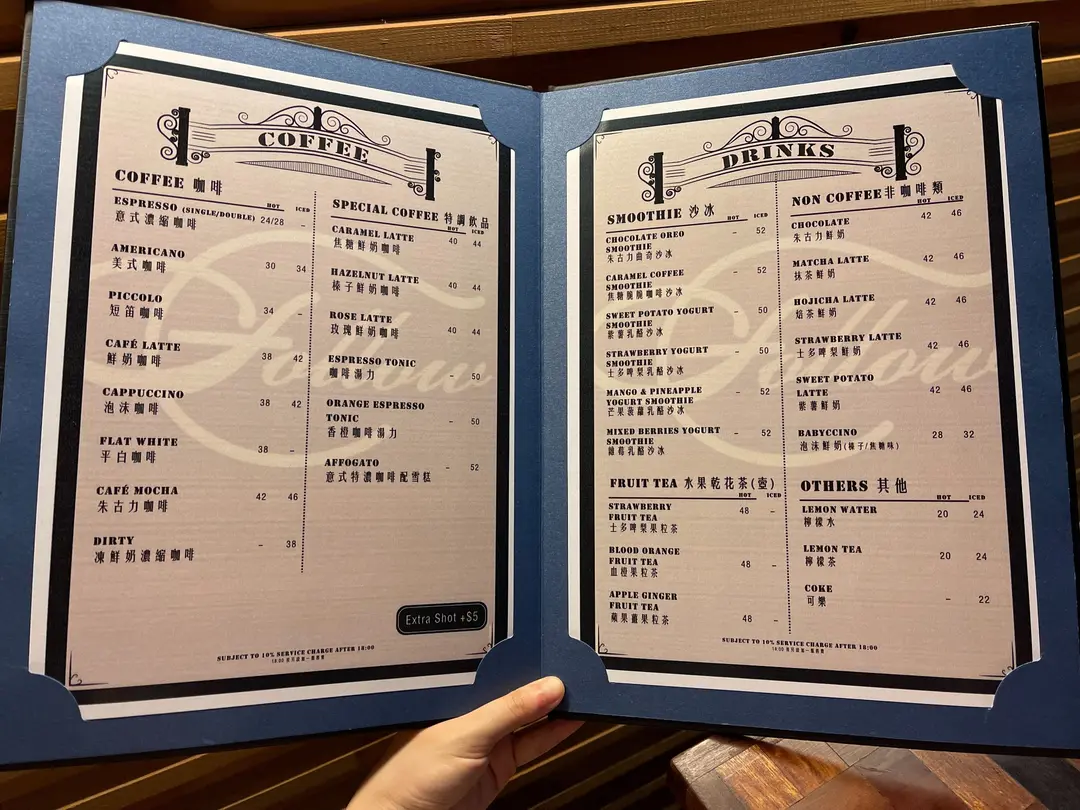 COFFEE
COFFEE 咖啡
HOT ICED
ESPRESSO (SINGLE/DOUBLE) 24/28 –
意式濃縮咖啡
AMERICANO 30 34
美式咖啡
PICCOLO 34 –
短笛咖啡
CAFÉ LATTE 38 42
鮮奶咖啡
CAPPUCCINO 38 42
泡沫咖啡
FLAT WHITE 38 –
平白咖啡
CAFÉ MOCHA 42 46
朱古力咖啡
DIRTY – 38
凍鮮奶濃縮咖啡
SPECIAL COFFEE 特調飲品
HOT ICED
CARAMEL LATTE 40 44
焦糖鮮奶咖啡
HAZELNUT LATTE 40 44
榛子鮮奶咖啡
ROSE LATTE 40 44
玫瑰鮮奶咖啡
ESPRESSO TONIC – 50
咖啡湯力
ORANGE ESPRESSO
TONIC – 50
香橙咖啡湯力
AFFOGATO – 52
意式特濃咖啡配雪糕
Extra Shot +$5
SUBJECT TO 10% SERVICE CHARGE AFTER 18:00
Follow
DRINKS
SMOOTHIE 沙冰
HOT ICED
CHOCOLATE OREO – 52
SMOOTHIE
朱古力曲奇沙冰
CARAMEL COFFEE – 52
SMOOTHIE
焦糖脆脆咖啡沙冰
SWEET POTATO YOGURT – 50
SMOOTHIE
紫薯乳酪沙冰
STRAWBERRY YOGURT – 50
SMOOTHIE
士多啤梨乳酪沙冰
MANGO & PINEAPPLE – 52
YOGURT SMOOTHIE
芒果菠蘿乳酪沙冰
MIXED BERRIES YOGURT – 52
SMOOTHIE
雜莓乳酪沙冰
FRUIT TEA 水果乾花茶(壺)
HOT ICED
STRAWBERRY 48 –
FRUIT TEA
士多啤梨果粒茶
BLOOD ORANGE
FRUIT TEA 48 –
血橙果粒茶
APPLE GINGER
FRUIT TEA 48 –
蘋果薑果粒茶
NON COFFEE 非咖啡類
HOT ICED
CHOCOLATE 42 46
朱古力鮮奶
MATCHA LATTE 42 46
抹茶鮮奶
HOJICHA LATTE 42 46
焙茶鮮奶
STRAWBERRY LATTE 42 46
士多啤梨鮮奶
SWEET POTATO
LATTE 42 46
紫薯鮮奶
BABYCCINO 28 32
泡沫鮮奶(榛子/焦糖味)
OTHERS 其他
HOT ICED
LEMON WATER 20 24
檸檬水
LEMON TEA 20 24
檸檬茶
COKE – 22
可樂
SUBJECT TO 10% SERVICE CHARGE AFTER 18:00
Follow